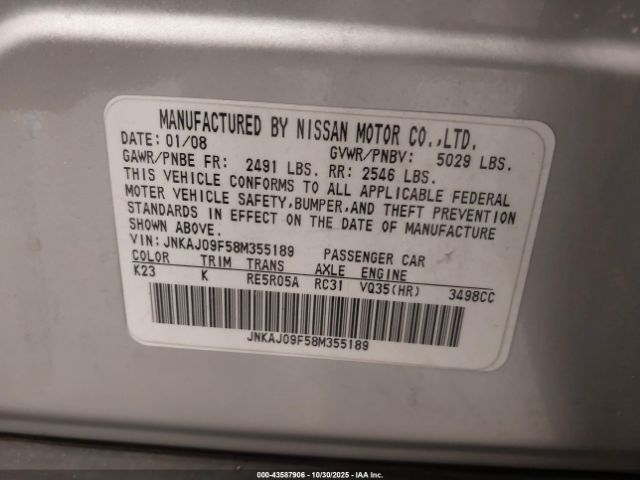 MANUFACTURED BY NISSAN MOTOR CO.,LTD.
DATE: 01/08 GVWR/PNBV: 5029 LBS.
GAWR/PNBE FR: 2491 LBS. RR: 2546 LBS.
THIS VEHICLE CONFORMS TO ALL APPLICABLE FEDERAL
MOTER VEHICLE SAFETY,BUMPER,AND THEFT PREVENTION
STANDARDS IN EFFECT ON THE DATE OF MANUFACTURE
SHOWN ABOVE.
VIN: JNKAJ09F58M355189 PASSENGER CAR
COLOR TRIM TRANS AXLE ENGINE
K23 K RE5R05A RC31 VQ35(HR) 3498CC
JNKAJ09F58M355189
000-43587906 - 10/30/2025 - IAA Inc.